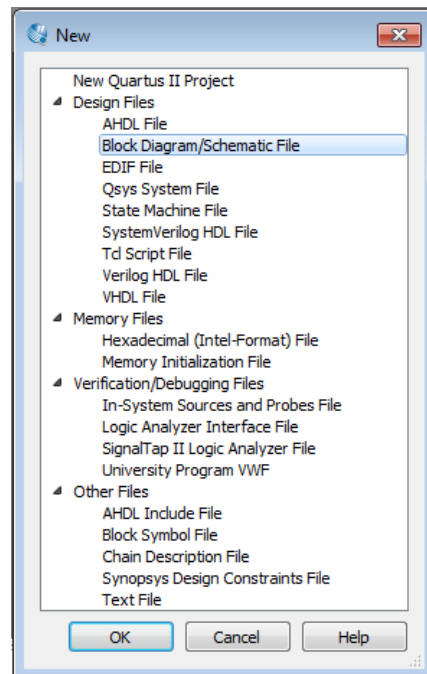 New
New Quartus II Project
Design Files
AHDL File
Block Diagram/Schematic File
EDIF File
Qsys System File
State Machine File
SystemVerilog HDL File
Tcl Script File
Verilog HDL File
VHDL File
Memory Files
Hexadecimal (Intel-Format) File
Memory Initialization File
Verification/Debugging Files
In-System Sources and Probes File
Logic Analyzer Interface File
SignalTap II Logic Analyzer File
University Program VWF
Other Files
AHDL Include File
Block Symbol File
Chain Description File
Synopsys Design Constraints File
Text File
OK Cancel Help